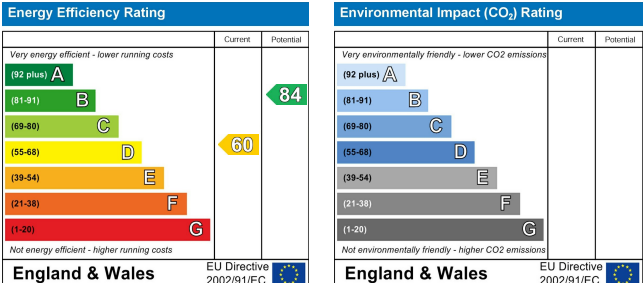 Energy Efficiency Rating
Current Potential
Very energy efficient - lower running costs
(92 plus) A
(81-91) B
84
(69-80) C
(55-68) D
60
(39-54) E
(21-38) F
(1-20) G
Not energy efficient - higher running costs
England & Wales
EU Directive
2002/91/EC
Environmental Impact (CO2) Rating
Current Potential
Very environmentally friendly - lower CO2 emissions
(92 plus) A
(81-91) B
(69-80) C
(55-68) D
(39-54) E
(21-38) F
(1-20) G
Not environmentally friendly - higher CO2 emissions
England & Wales
EU Directive
2002/91/EC